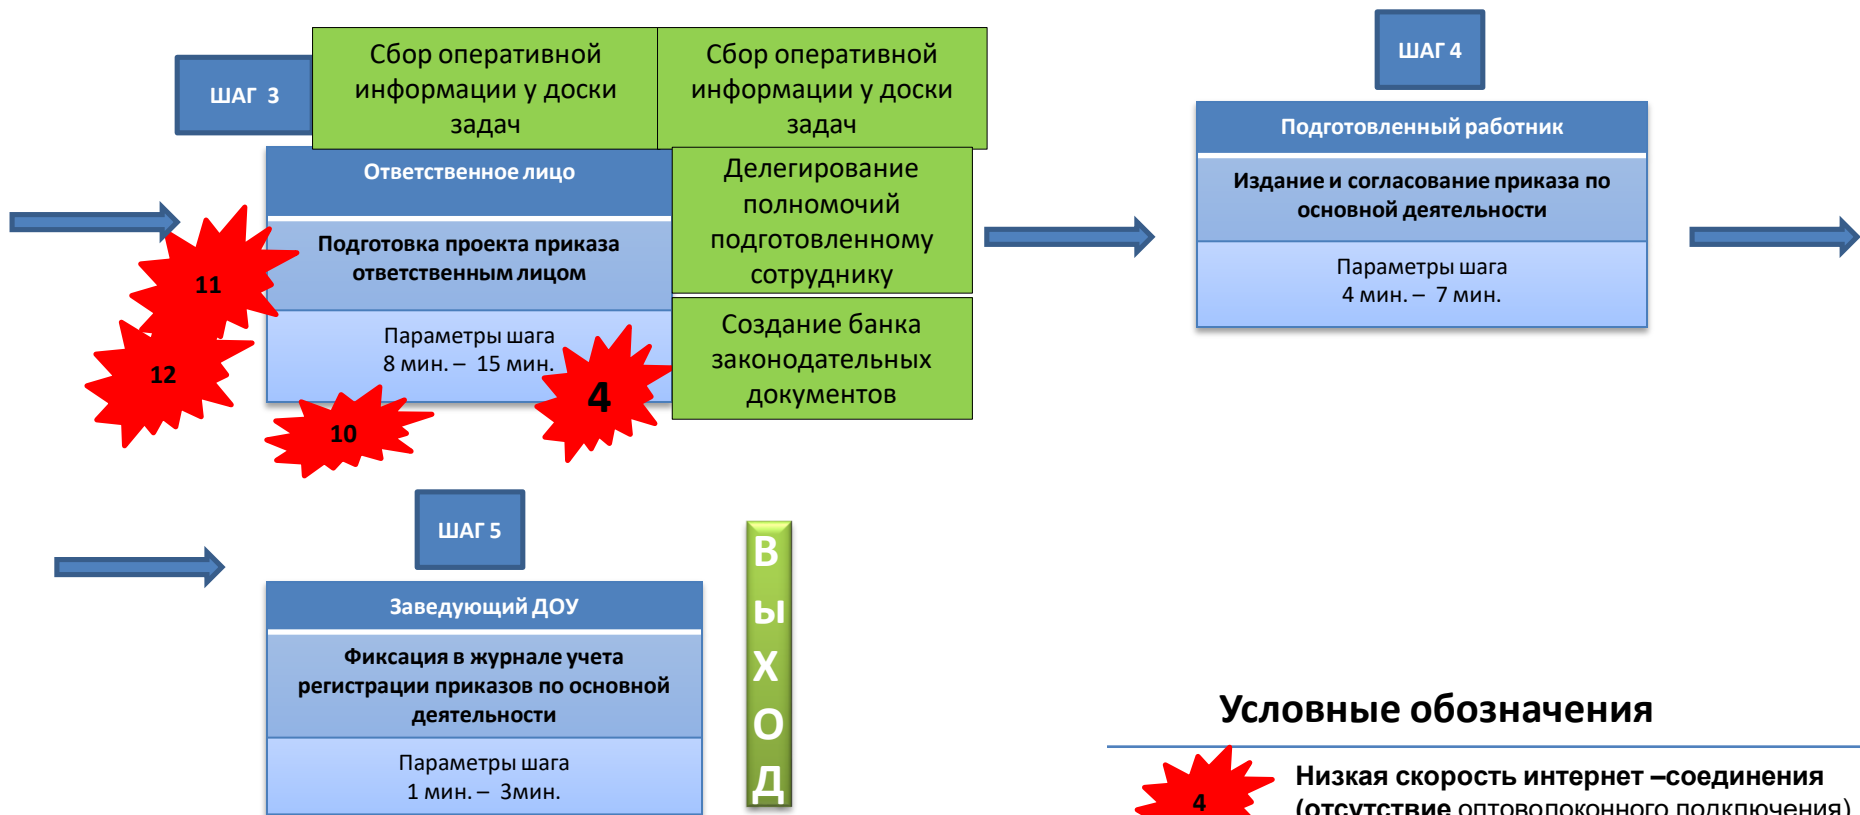 ШАГ 3
Сбор оперативной
информации у доски
задач
Сбор оперативной
информации у доски
задач
Ответственное лицо
Подготовка проекта приказа
ответственным лицом
Параметры шага
8 мин. – 15 мин.
Делегирование
полномочий
подготовленному
сотруднику
Создание банка
законодательных
документов
11
12
10
4
ШАГ 4
Подготовленный работник
Издание и согласование приказа по
основной деятельности
Параметры шага
4 мин. – 7 мин.
ШАГ 5
Заведующий ДОУ
Фиксация в журнале учета
регистрации приказов по основной
деятельности
Параметры шага
1 мин. – 3мин.
В
Ы
Х
О
Д
Условные обозначения
4
Низкая скорость интернет –соединения
(отсутствие оптоволоконного подключения)